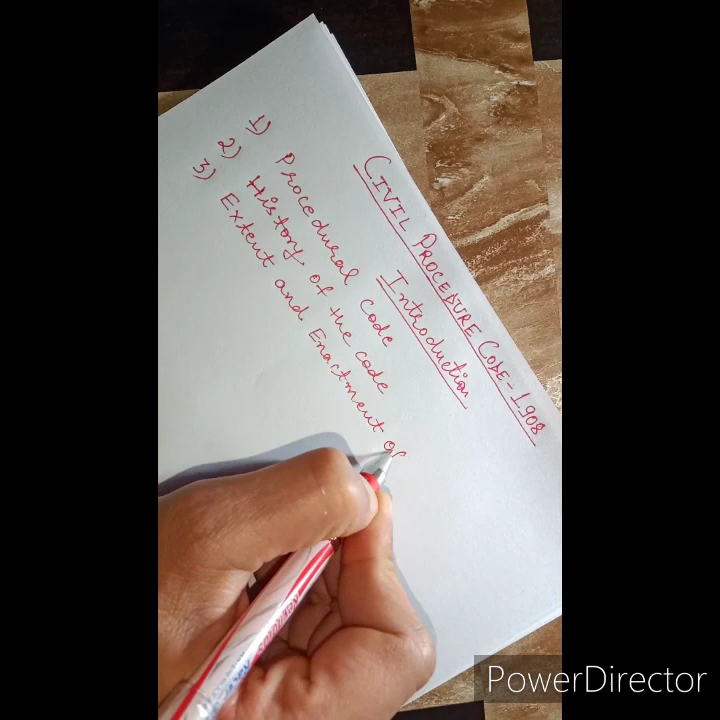 CIVIL PROCEDURE CODE - 1908
Introduction
1) Procedural code
2) History of the code
3) Extent and Enactment of
PowerDirector